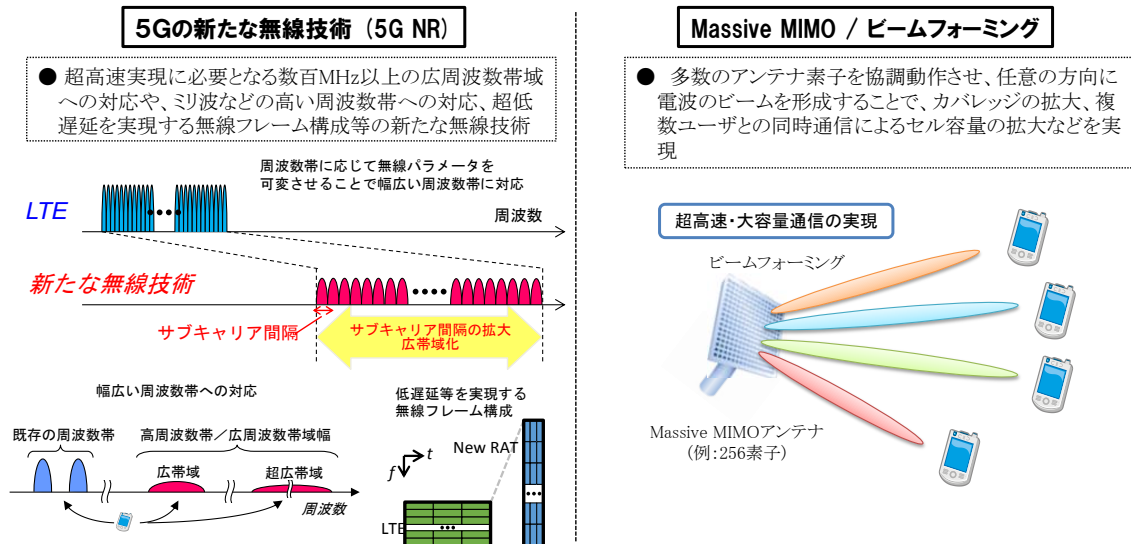 5Gの新たな無線技術 (5G NR)
● 超高速実現に必要となる数百MHz以上の広周波数帯域
への対応や、ミリ波などの高い周波数帯への対応、超低
遅延を実現する無線フレーム構成等の新たな無線技術
周波数帯に応じて無線パラメータを
可変させることで幅広い周波数帯に対応
LTE
周波数
新たな無線技術
サブキャリア間隔
サブキャリア間隔の拡大
広帯域化
幅広い周波数帯への対応
既存の周波数帯
高周波数帯/広周波数帯域幅
広帯域
超広帯域
周波数
低遅延等を実現する
無線フレーム構成
t
f
New RAT
LTE
Massive MIMO / ビームフォーミング
● 多数のアンテナ素子を協調動作させ、任意の方向に
電波のビームを形成することで、カバレッジの拡大、複
数ユーザとの同時通信によるセル容量の拡大などを実
現
超高速・大容量通信の実現
ビームフォーミング
Massive MIMOアンテナ
(例:256素子)